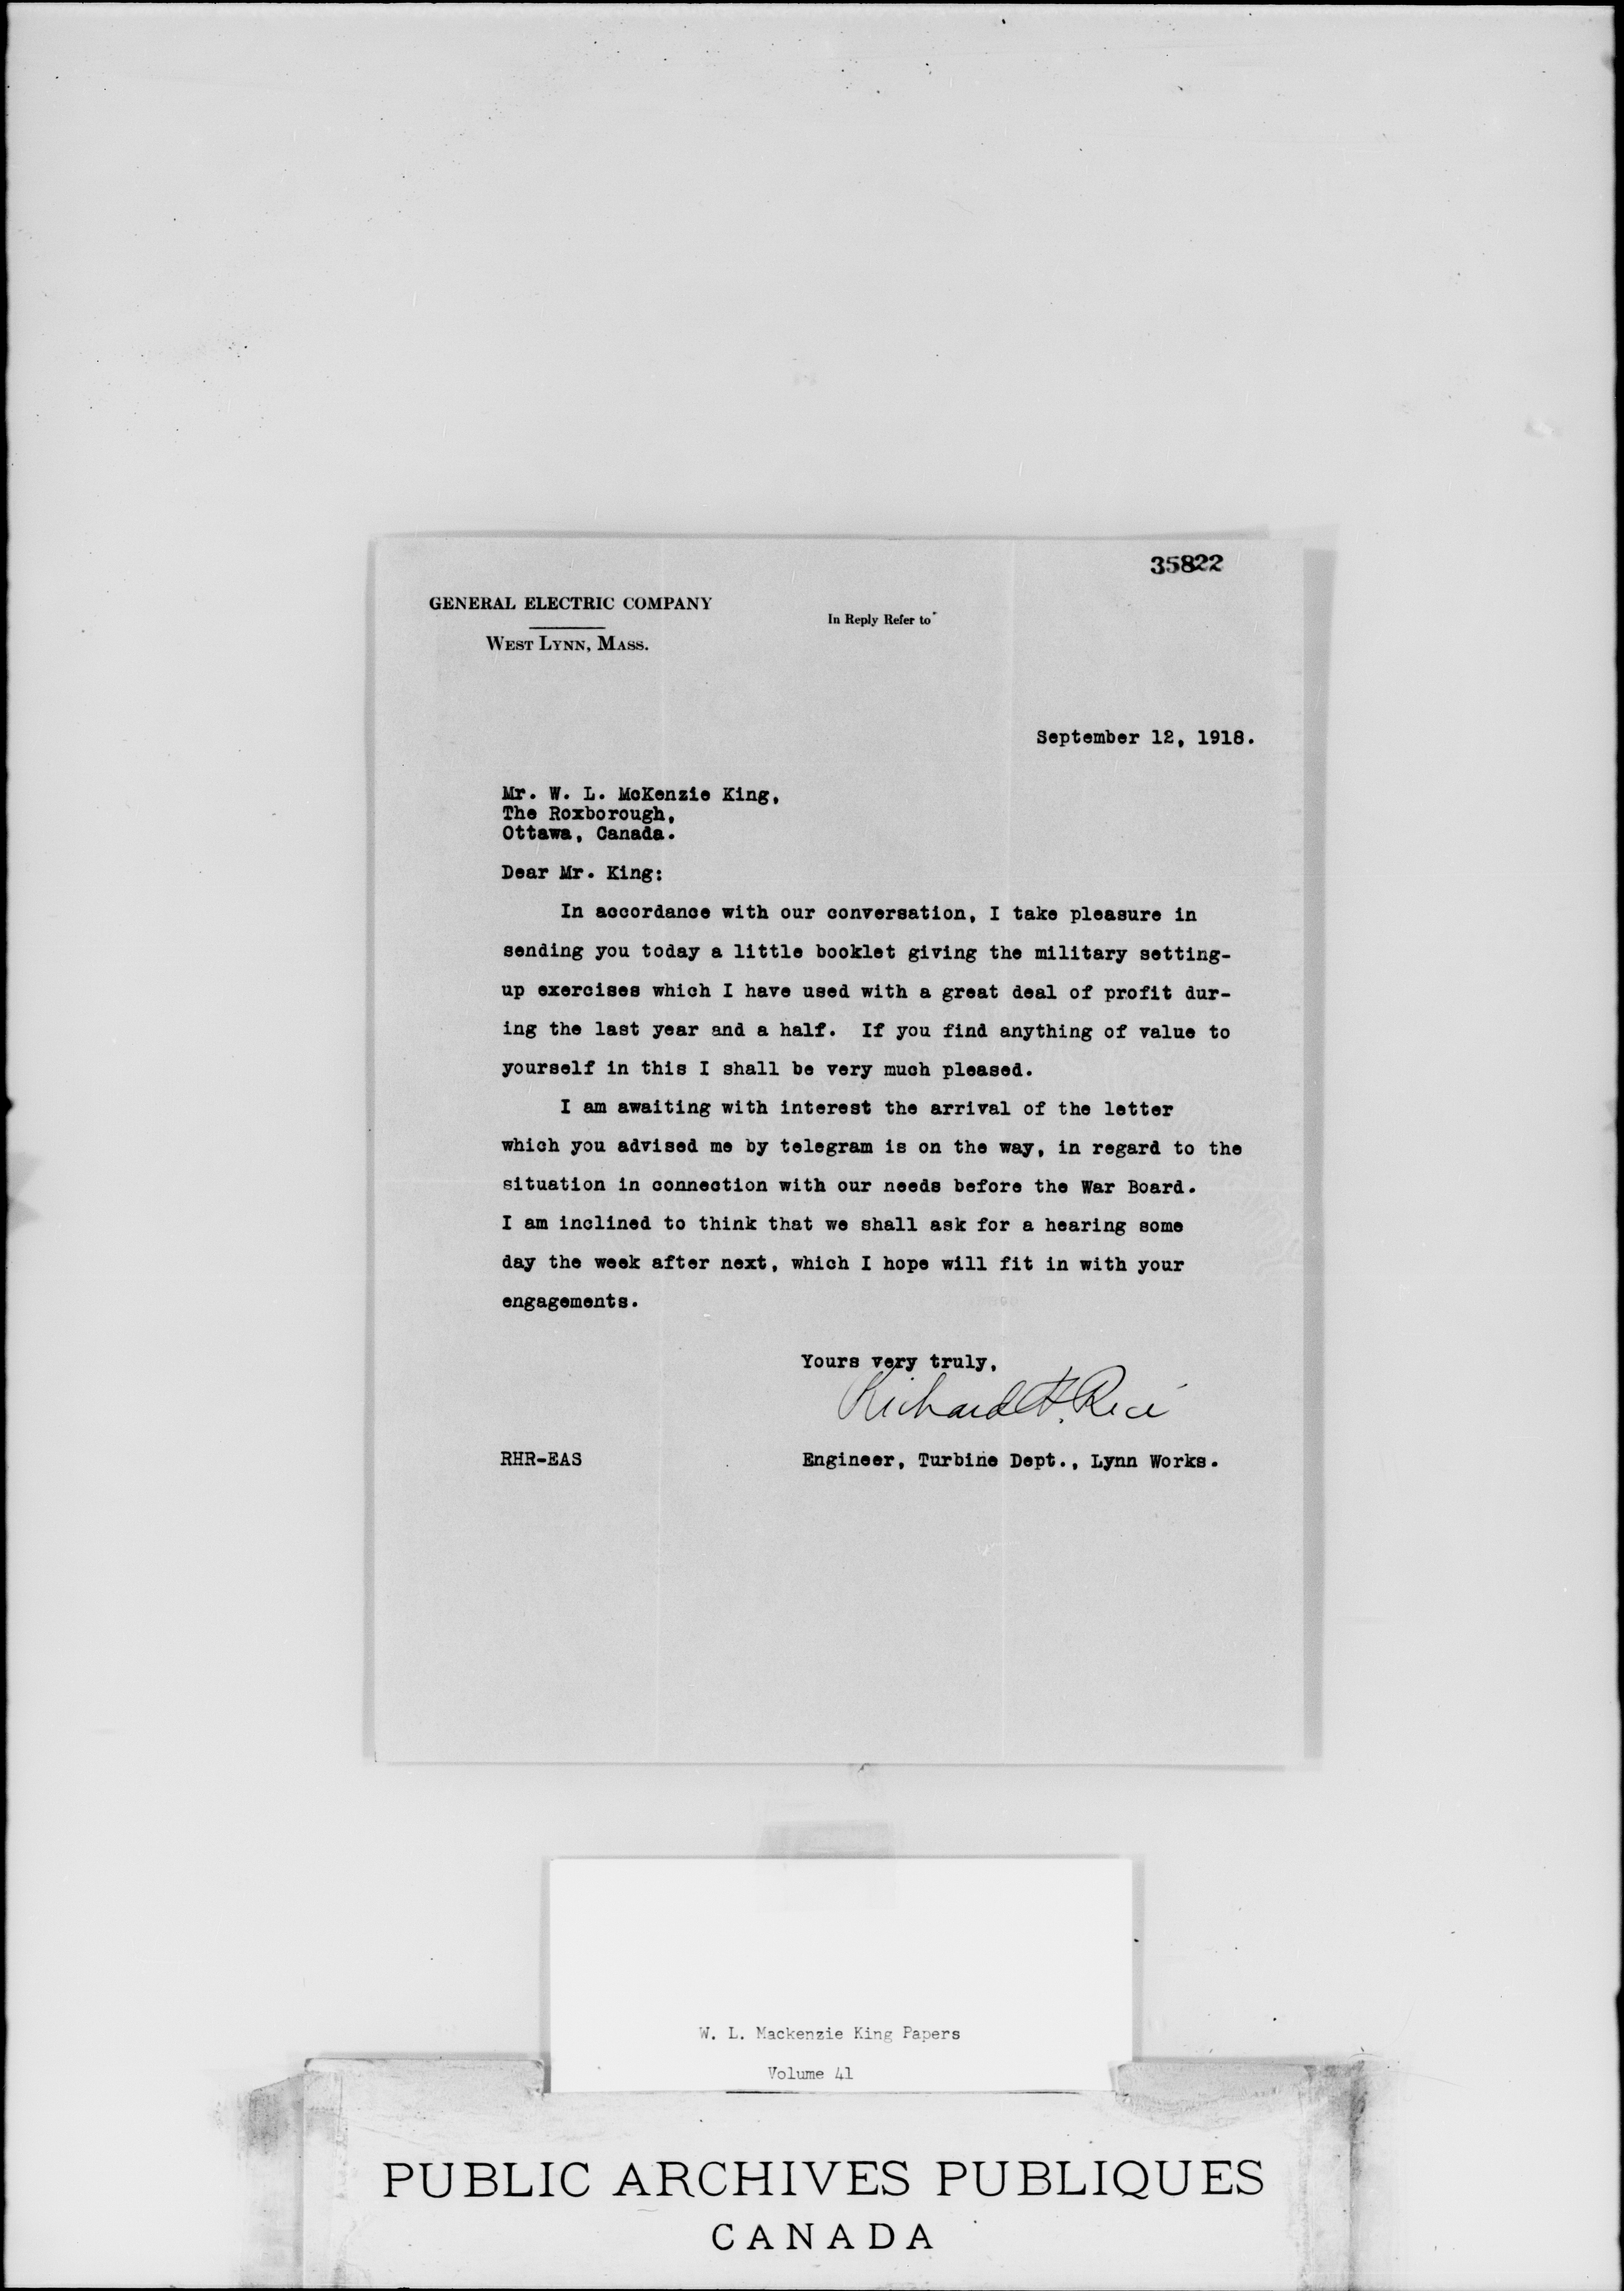 35822
GENERAL ELECTRIC COMPANY
In Reply Refer to
WEST LYNN, MASS.
September 12, 1918.
Mr. W. L. McKenzie King,
The Roxborough,
Ottawa, Canada.
Dear Mr. King:
In accordance with our conversation, I take pleasure in
sending you today a little booklet giving the military setting-
up exercises which I have used with a great deal of profit dur-
ing the last year and a half. If you find anything of value to
yourself in this I shall be very much pleased.
I am awaiting with interest the arrival of the letter
which you advised me by telegram is on the way, in regard to the
situation in connection with our needs before the War Board.
I am inclined to think that we shall ask for a hearing some
day the week after next, which I hope will fit in with your
engagements.
Yours very truly,
Richard H. Rice
RHR-EAS
Engineer, Turbine Dept., Lynn Works.
W. L. Mackenzie King Papers
Volume 41
PUBLIC ARCHIVES PUBLIQUES
CANADA